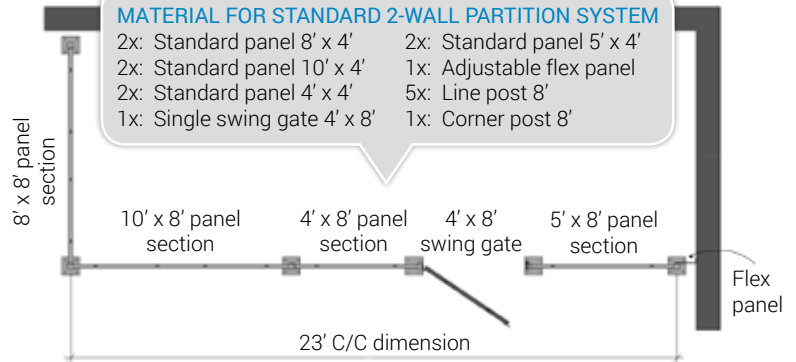 MATERIAL FOR STANDARD 2-WALL PARTITION SYSTEM
2x: Standard panel 8’ x 4’
2x: Standard panel 10’ x 4’
2x: Standard panel 4’ x 4’
1x: Single swing gate 4’ x 8’
2x: Standard panel 5’ x 4’
1x: Adjustable flex panel
5x: Line post 8’
1x: Corner post 8’
8’ x 8’ panel
section
10’ x 8’ panel
section
4’ x 8’ panel
section
4’ x 8’
swing gate
5’ x 8’ panel
section
Flex
panel
23’ C/C dimension